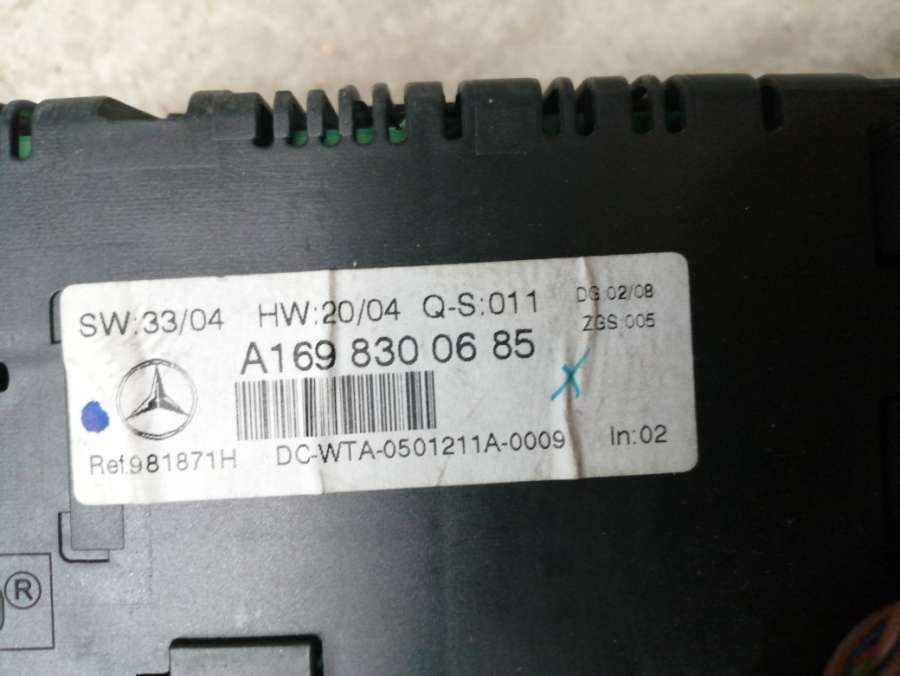 SW:33/04 HW:20/04 Q-S:011 DG:02/08
ZGS:005
A169 830 06 85
Ref.981871H DC-WTA-0501211A-0009 In:02
®